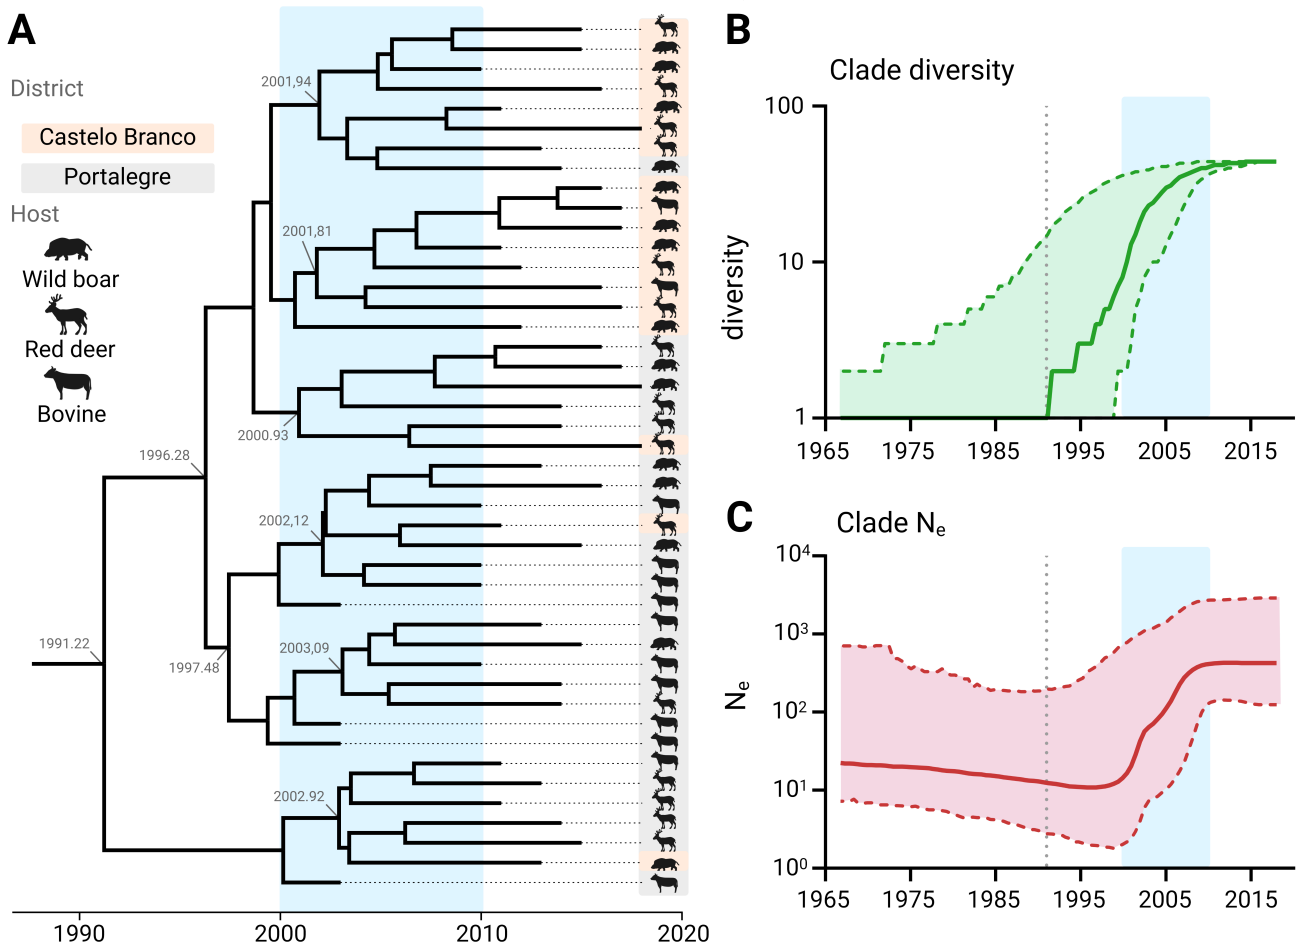 A
District
Castelo Branco
Portalegre
Host
Wild boar
Red deer
Bovine
2001,94
2001,81
2000.93
1996.28
2002,12
1991.22
1997.48
2003,09
2002.92
1990
2000
2010
2020
B
Clade diversity
diversity
100
10
1
1965
1975
1985
1995
2005
2015
C
Clade Nₑ
Nₑ
10⁴
10³
10²
10¹
10⁰
1965
1975
1985
1995
2005
2015